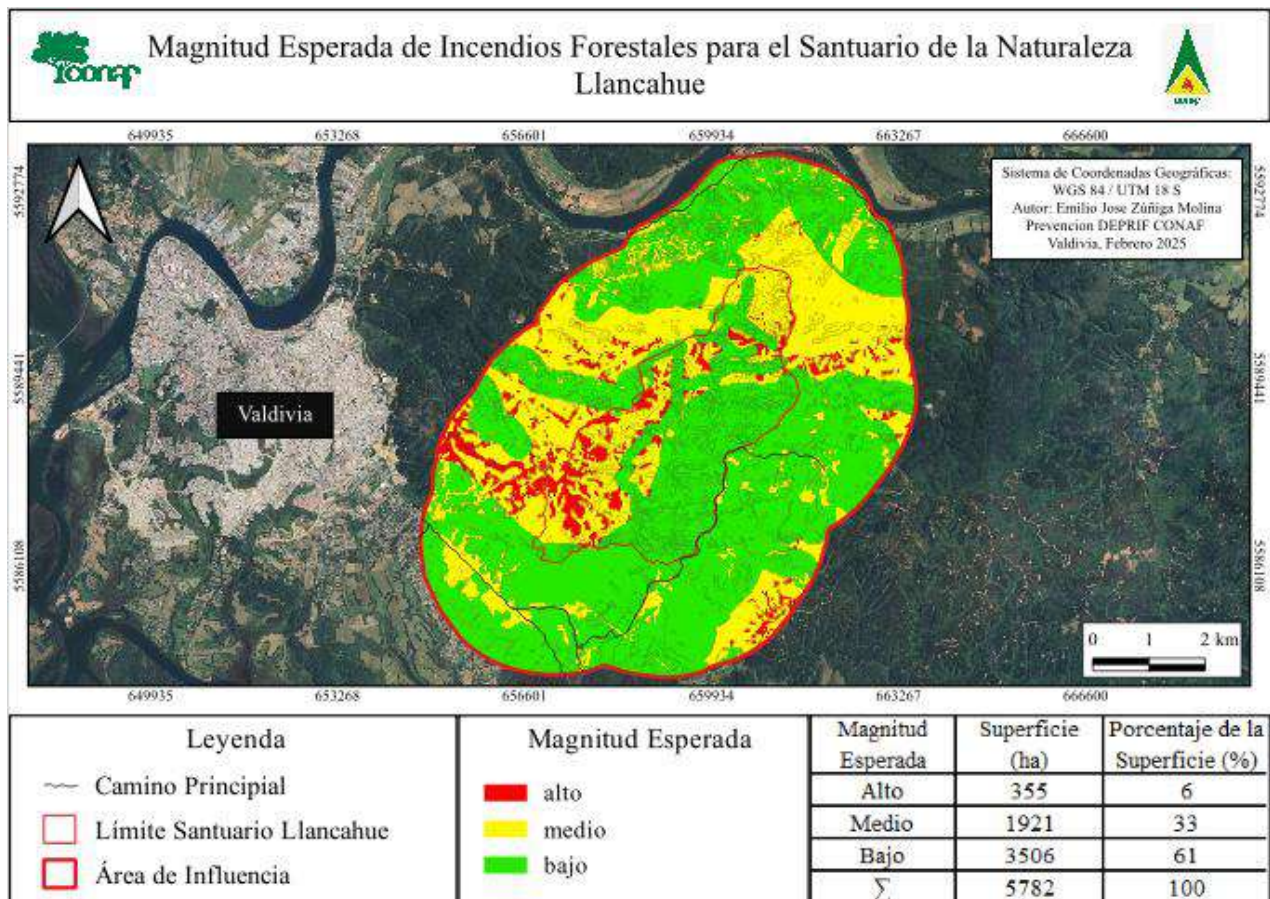 Magnitud Esperada de Incendios Forestales para el Santuario de la Naturaleza
Llancahue
conaf
649935 653268 656601 659934 663267 666600
5592774
5589441
5586108
5592774
5589441
5586108
Sistema de Coordenadas Geográficas:
WGS 84 / UTM 18 S
Autor: Emilio Jose Zúñiga Molina
Prevencion DEPRIF CONAF
Valdivia, Febrero 2025
Valdivia
0 1 2 km
649935 653268 656601 659934 663267 666600
Leyenda
Camino Principial
Límite Santuario Llancahue
Área de Influencia
Magnitud Esperada
alto
medio
bajo
Magnitud Esperada Superficie (ha) Porcentaje de la Superficie (%)
Alto 355 6
Medio 1921 33
Bajo 3506 61
∑ 5782 100